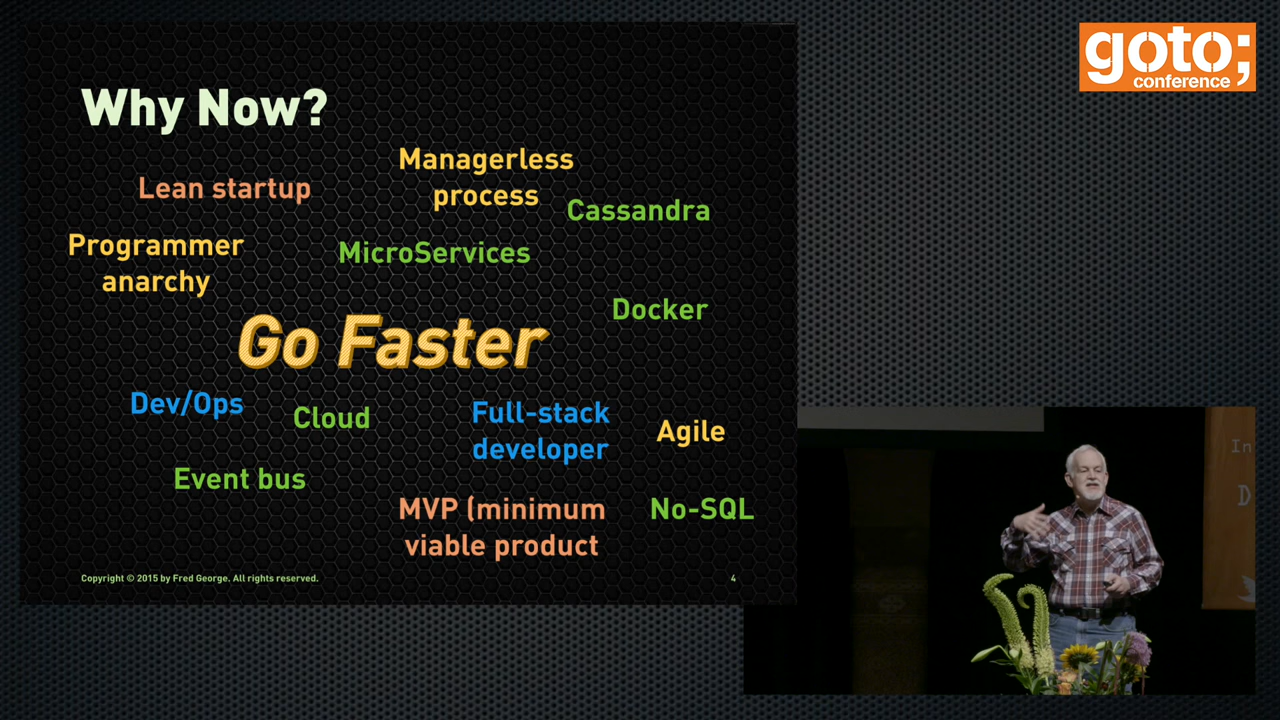 goto;
conference
Why Now?
Managerless
process
Lean startup
Cassandra
Programmer
anarchy
MicroServices
Docker
Go Faster
Dev/Ops
Cloud
Full-stack
developer
Agile
Event bus
MVP (minimum
viable product
No-SQL
Copyright © 2015 by Fred George. All rights reserved.
4
In
D